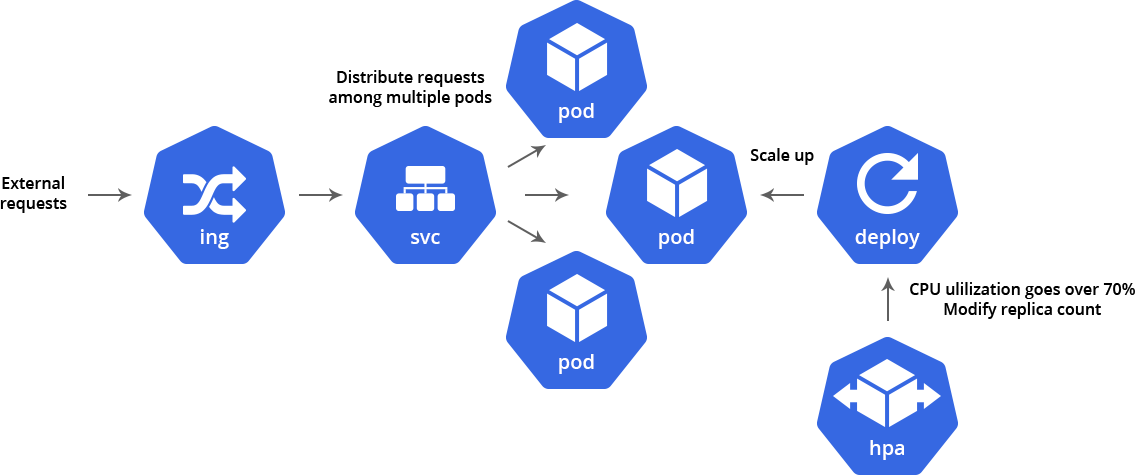 pod
Distribute requests
among multiple pods
External
requests
ing
svc
pod
Scale up
deploy
pod
CPU ulilization goes over 70%
Modify replica count
hpa